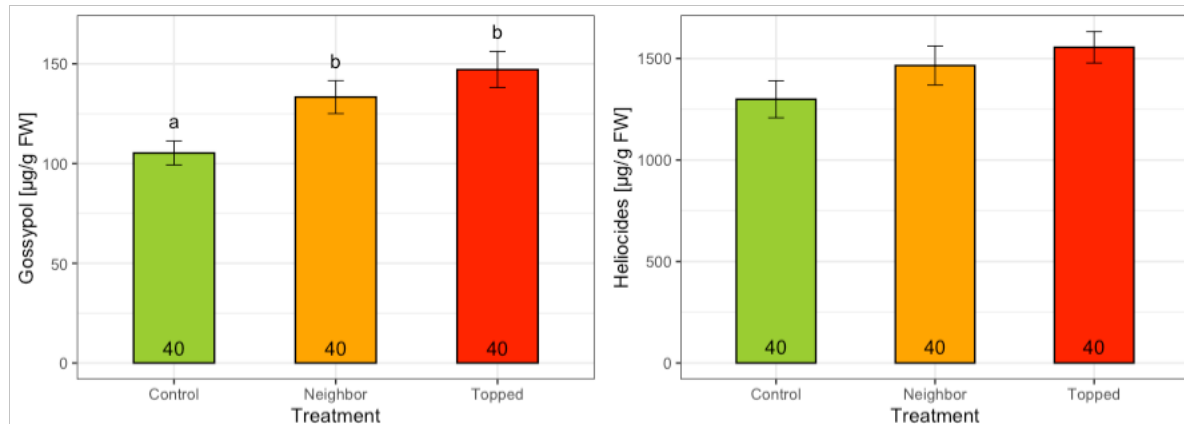 Gossypol [µg/g FW]
150
100
50
0
a
b
b
40
40
40
Control
Neighbor
Topped
Treatment
Heliocides [µg/g FW]
1500
1000
500
0
40
40
40
Control
Neighbor
Topped
Treatment